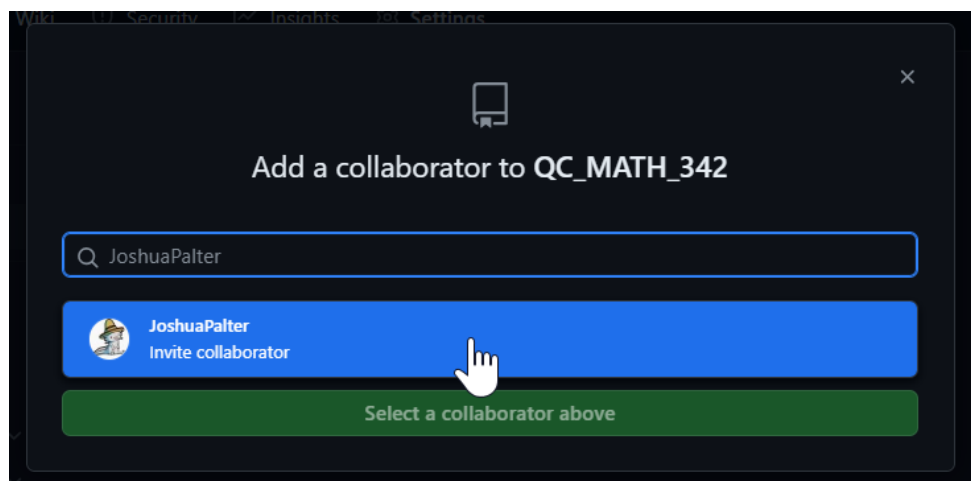 Wiki Security Insights Settings
Add a collaborator to QC_MATH_342
JoshuaPalter
JoshuaPalter
Invite collaborator
Select a collaborator above